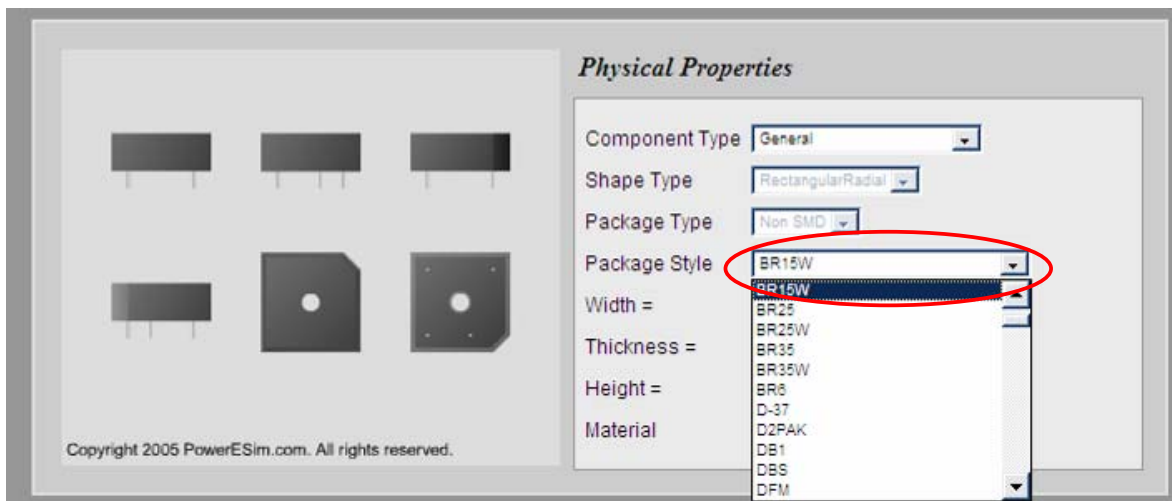 Physical Properties
Component Type General
Shape Type RectangularRadial
Package Type Non SMD
Package Style BR15W
BR15W
BR25
Width =
BR25W
BR35
Thickness =
BR35W
BR6
Height =
D-37
D2PAK
Material
DB1
DBS
DFM
Copyright 2005 PowerESim.com. All rights reserved.